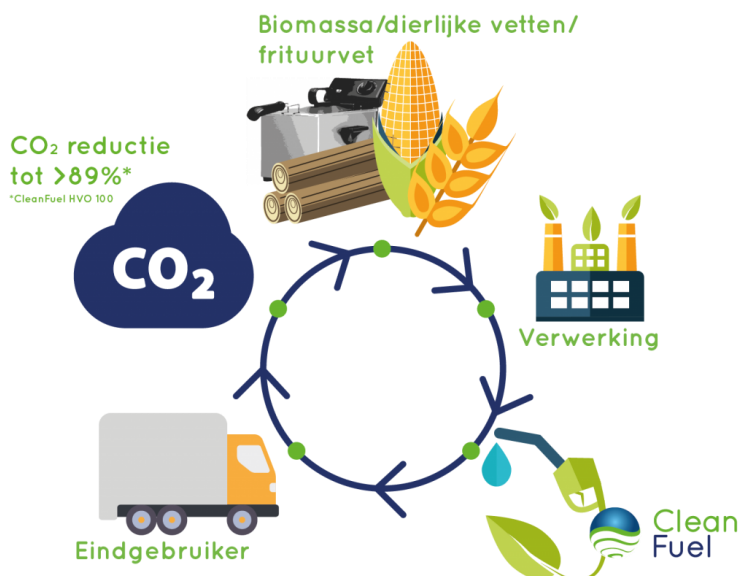 Biomassa/dierlijke vetten/
frituurvet
CO₂ reductie
tot >89%*
*CleanFuel HVO 100
CO₂
Verwerking
Clean
Fuel
Eindgebruiker